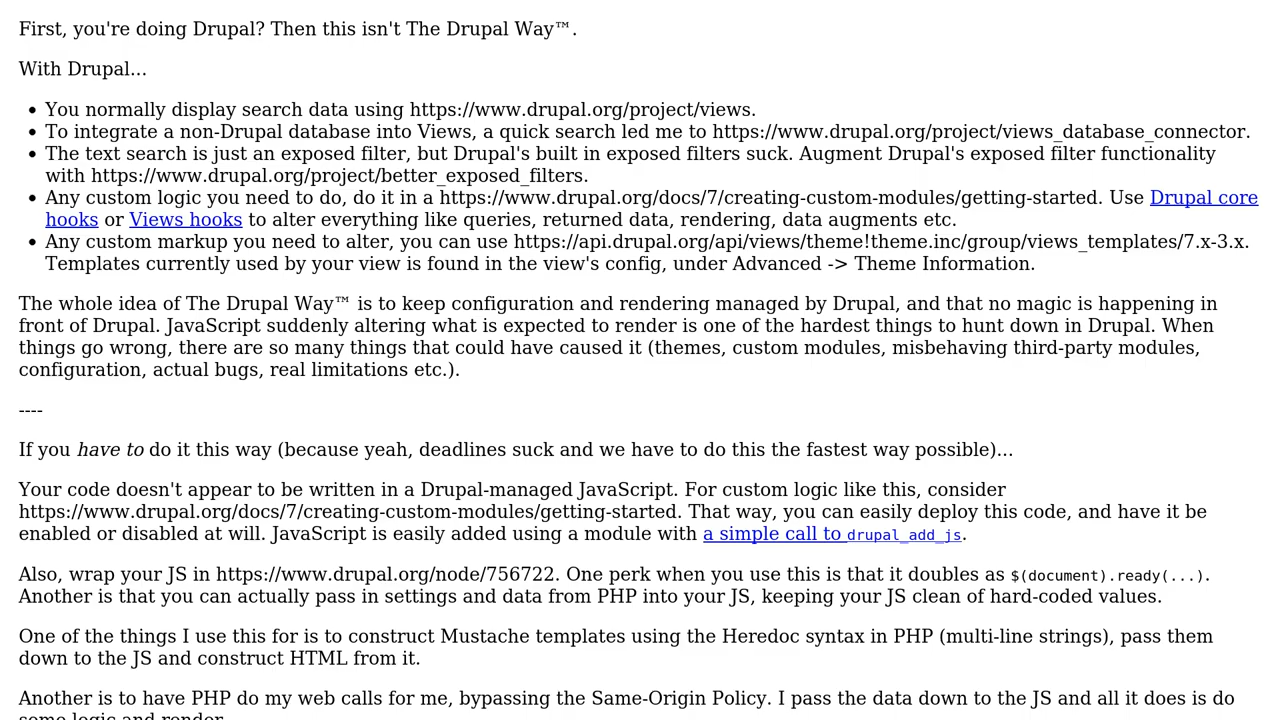 First, you're doing Drupal? Then this isn't The Drupal Way™.
With Drupal...
• You normally display search data using https://www.drupal.org/project/views.
• To integrate a non-Drupal database into Views, a quick search led me to https://www.drupal.org/project/views_database_connector.
• The text search is just an exposed filter, but Drupal's built in exposed filters suck. Augment Drupal's exposed filter functionality
with https://www.drupal.org/project/better_exposed_filters.
• Any custom logic you need to do, do it in a https://www.drupal.org/docs/7/creating-custom-modules/getting-started. Use Drupal core
hooks or Views hooks to alter everything like queries, returned data, rendering, data augments etc.
• Any custom markup you need to alter, you can use https://api.drupal.org/api/views/theme!theme.inc/group/views_templates/7.x-3.x.
Templates currently used by your view is found in the view's config, under Advanced -> Theme Information.
The whole idea of The Drupal Way™ is to keep configuration and rendering managed by Drupal, and that no magic is happening in
front of Drupal. JavaScript suddenly altering what is expected to render is one of the hardest things to hunt down in Drupal. When
things go wrong, there are so many things that could have caused it (themes, custom modules, misbehaving third-party modules,
configuration, actual bugs, real limitations etc.).
----
If you have to do it this way (because yeah, deadlines suck and we have to do this the fastest way possible)...
Your code doesn't appear to be written in a Drupal-managed JavaScript. For custom logic like this, consider
https://www.drupal.org/docs/7/creating-custom-modules/getting-started. That way, you can easily deploy this code, and have it be
enabled or disabled at will. JavaScript is easily added using a module with a simple call to drupal_add_js.
Also, wrap your JS in https://www.drupal.org/node/756722. One perk when you use this is that it doubles as $(document).ready(...).
Another is that you can actually pass in settings and data from PHP into your JS, keeping your JS clean of hard-coded values.
One of the things I use this for is to construct Mustache templates using the Heredoc syntax in PHP (multi-line strings), pass them
down to the JS and construct HTML from it.
Another is to have PHP do my web calls for me, bypassing the Same-Origin Policy. I pass the data down to the JS and all it does is do
some logic and render.